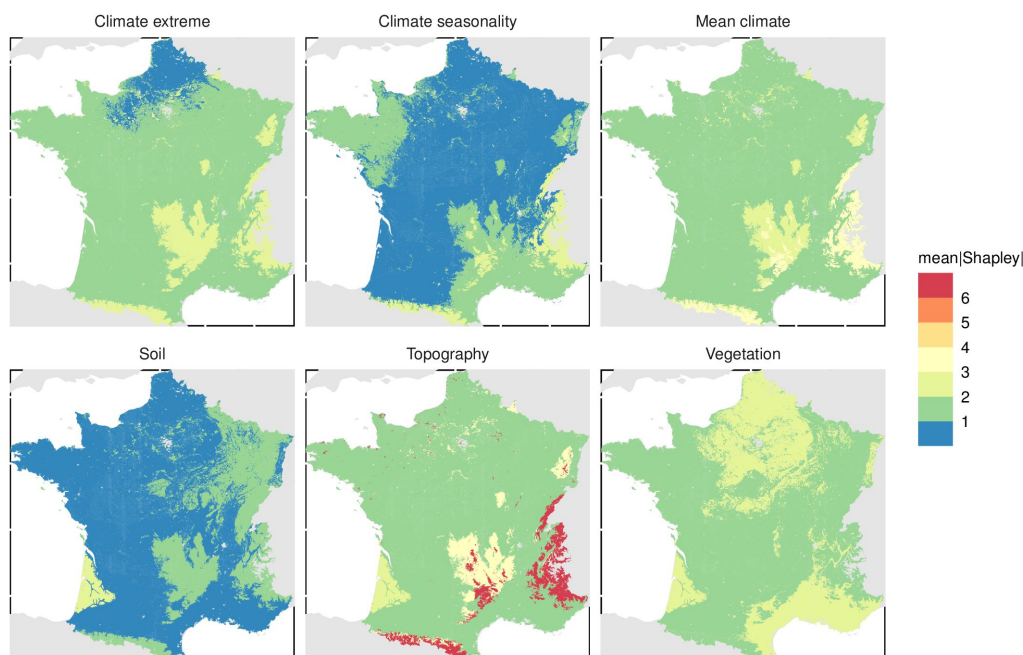 Climate extreme
Climate seasonality
Mean climate
mean|Shapley|
6
5
4
3
2
1
Soil
Topography
Vegetation